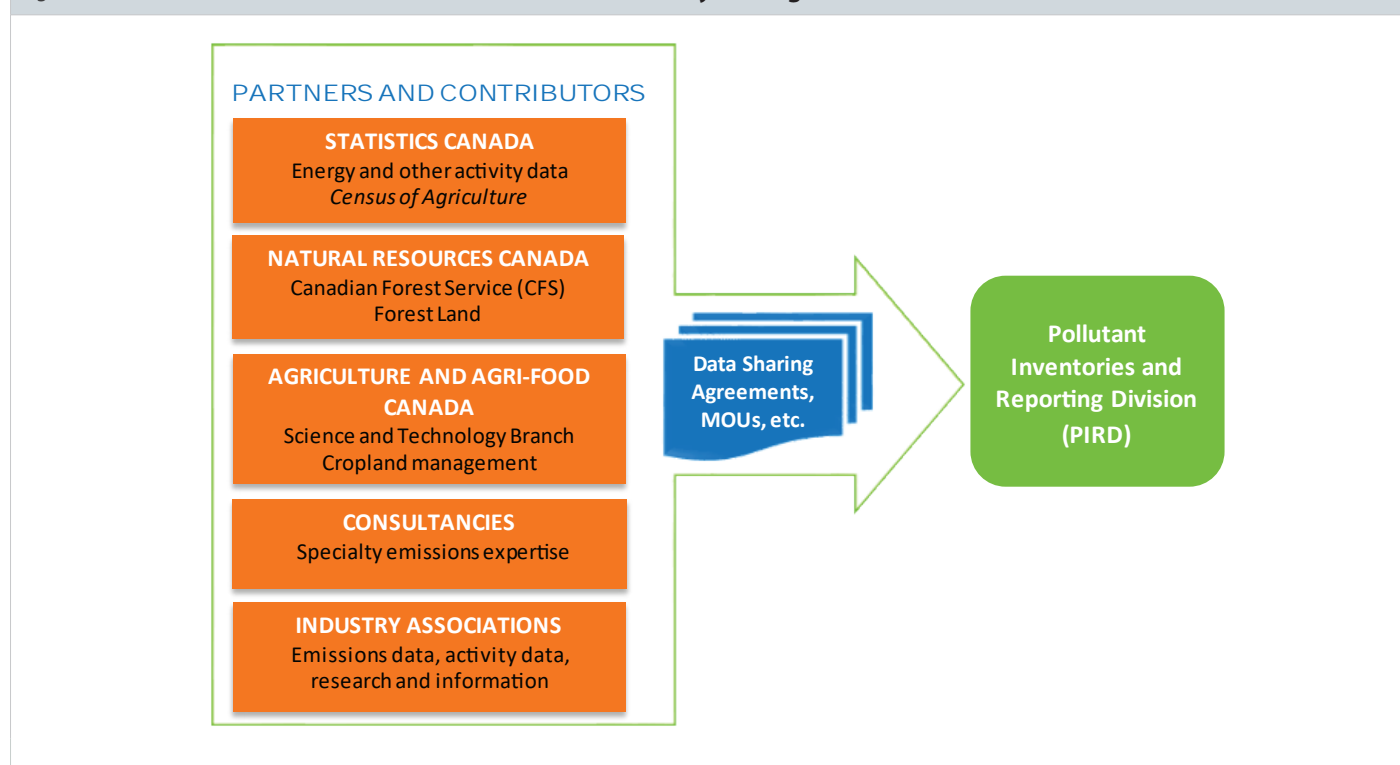 PARTNERS AND CONTRIBUTORS
STATISTICS CANADA
Energy and other activity data
Census of Agriculture
NATURAL RESOURCES CANADA
Canadian Forest Service (CFS)
Forest Land
AGRICULTURE AND AGRI-FOOD
CANADA
Science and Technology Branch
Cropland management
CONSULTANCIES
Specialty emissions expertise
INDUSTRY ASSOCIATIONS
Emissions data, activity data,
research and information
Data Sharing
Agreements,
MOUs, etc.
Pollutant
Inventories and
Reporting Division
(PIRD)